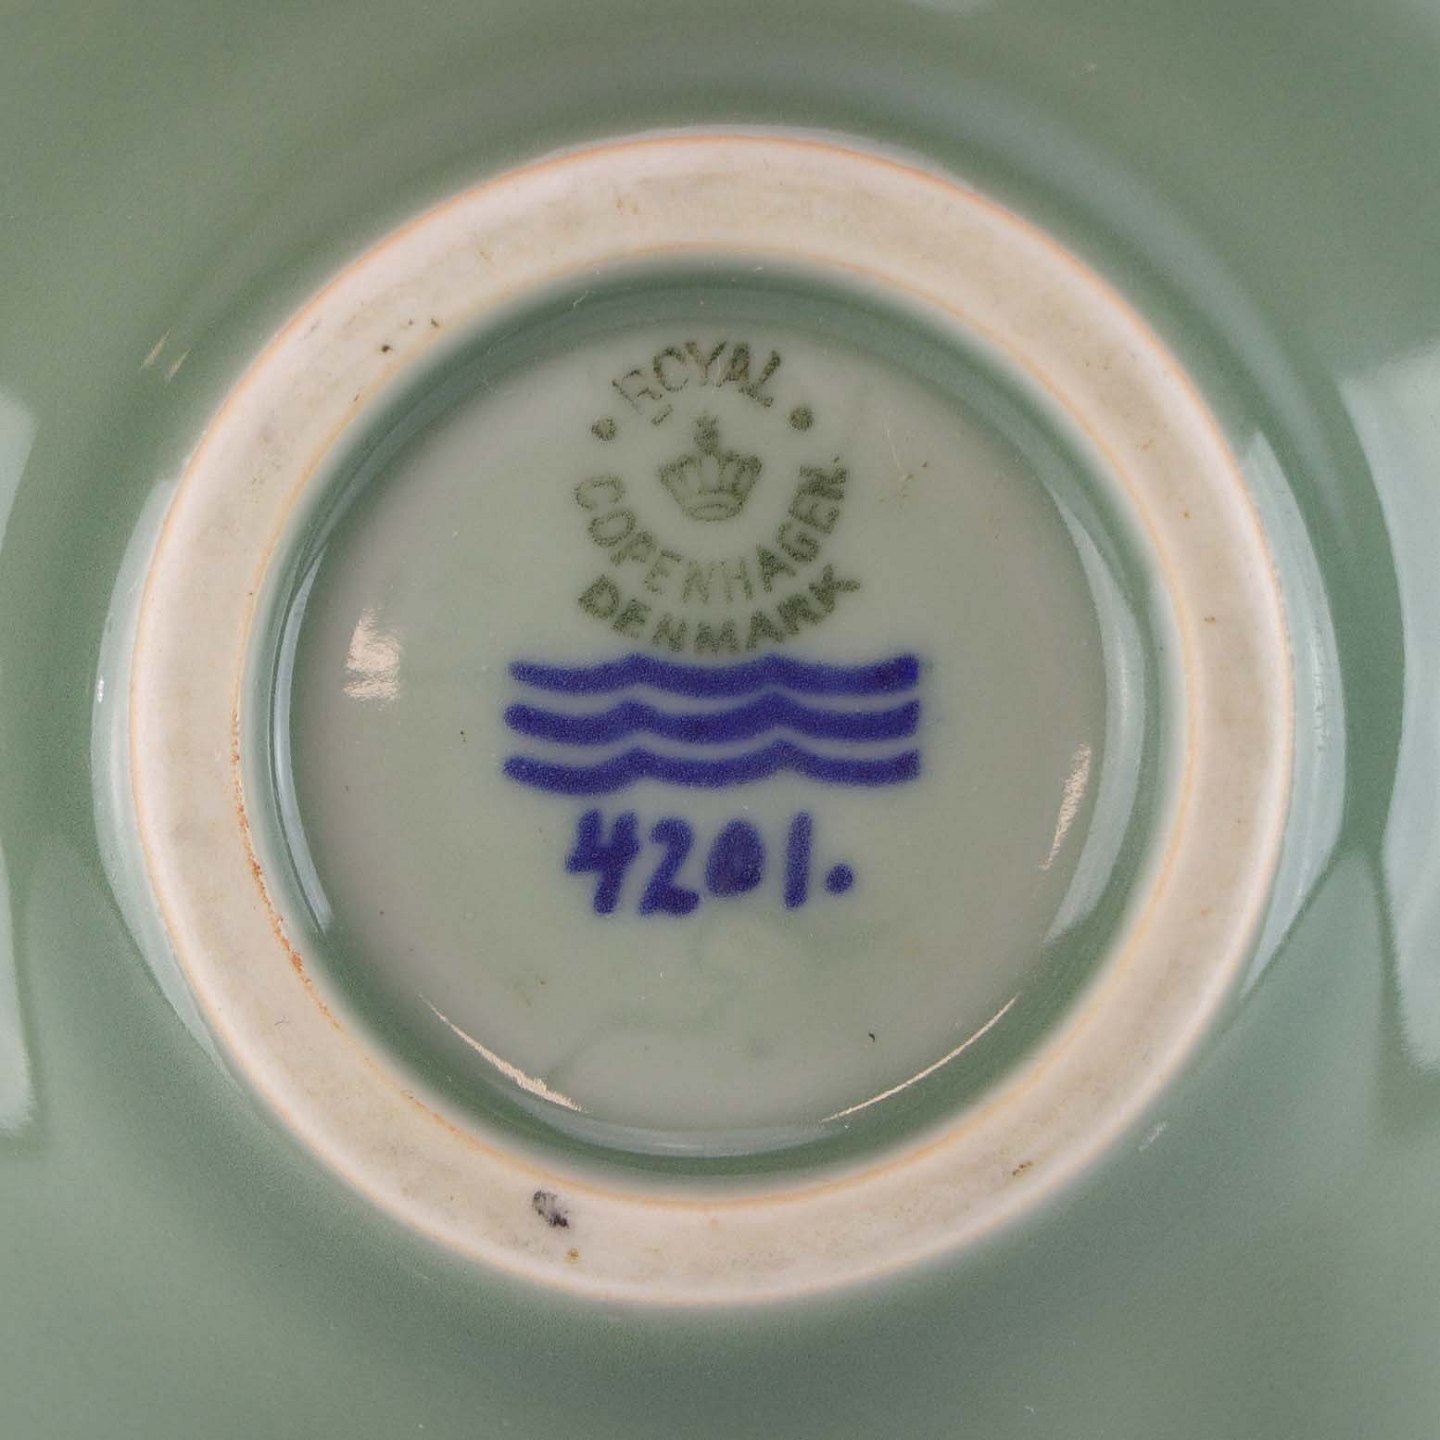 ROYAL
COPENHAGEN
DENMARK
4201.